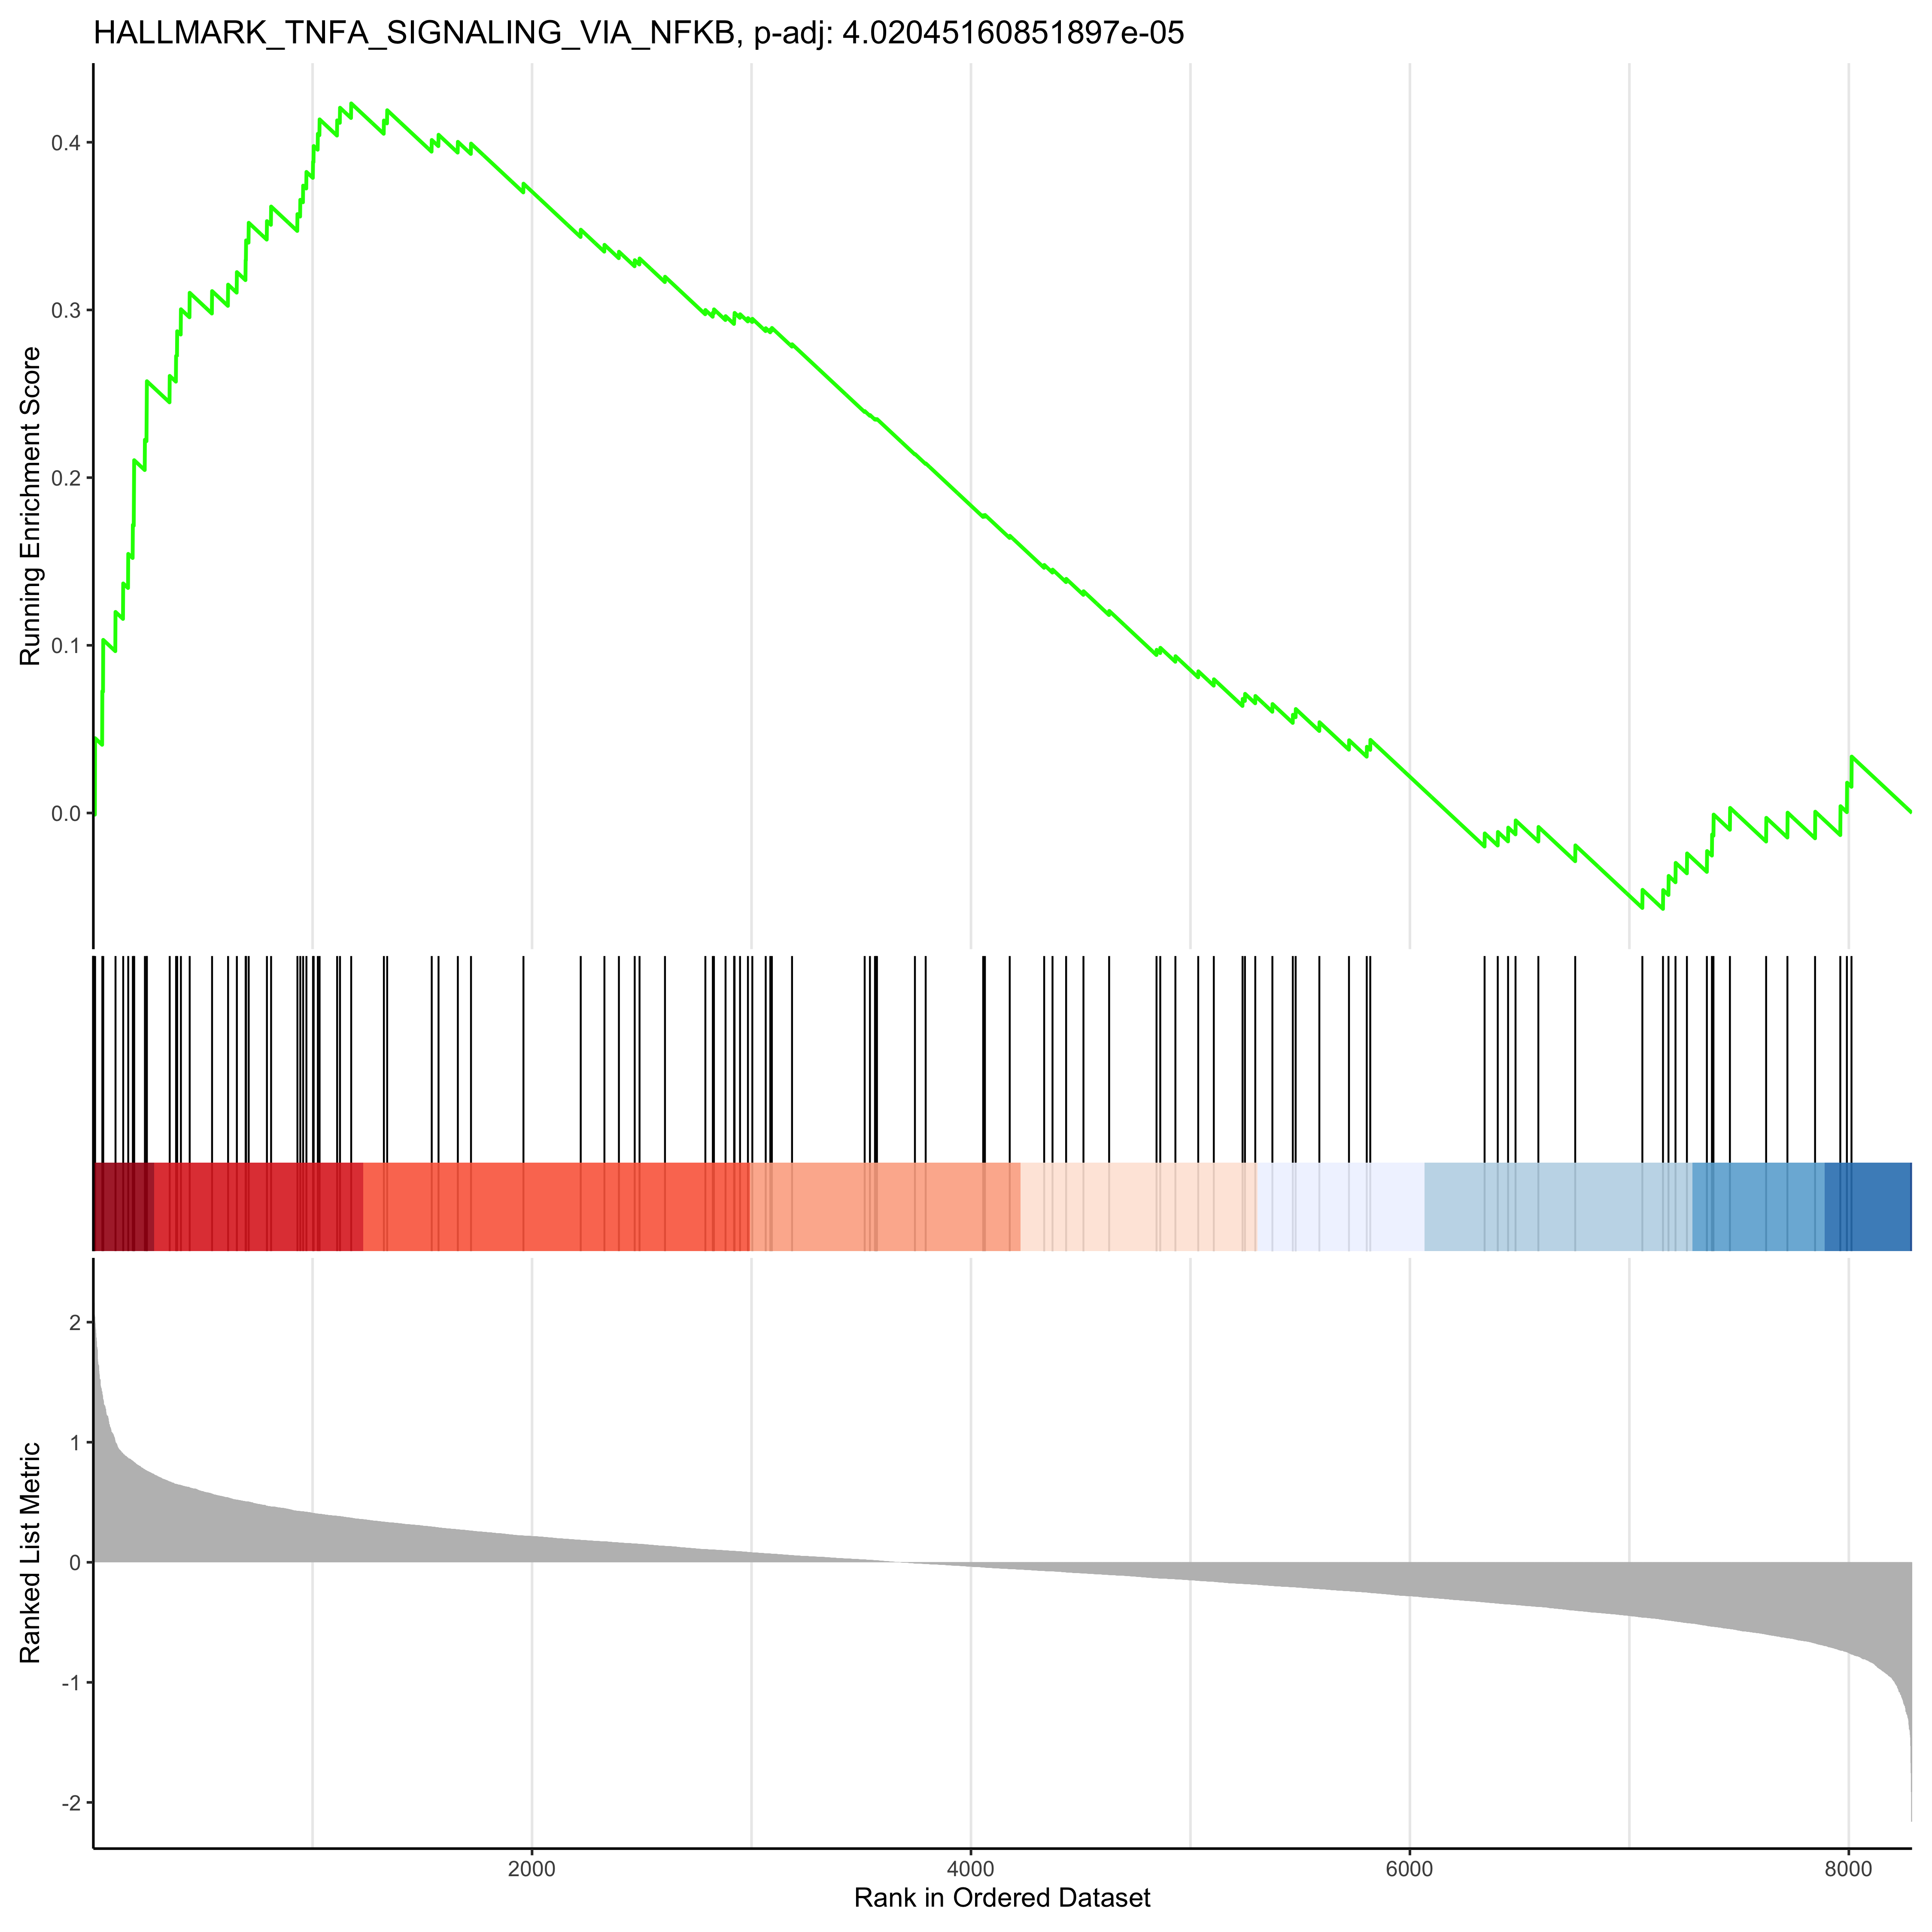 HALLMARK_TNFA_SIGNALING_VIA_NFKB, p-adj: 4.02045160851897e-05
Running Enrichment Score
0.4
0.3
0.2
0.1
0.0
Ranked List Metric
2
1
0
-1
-2
2000 4000 6000 8000
Rank in Ordered Dataset